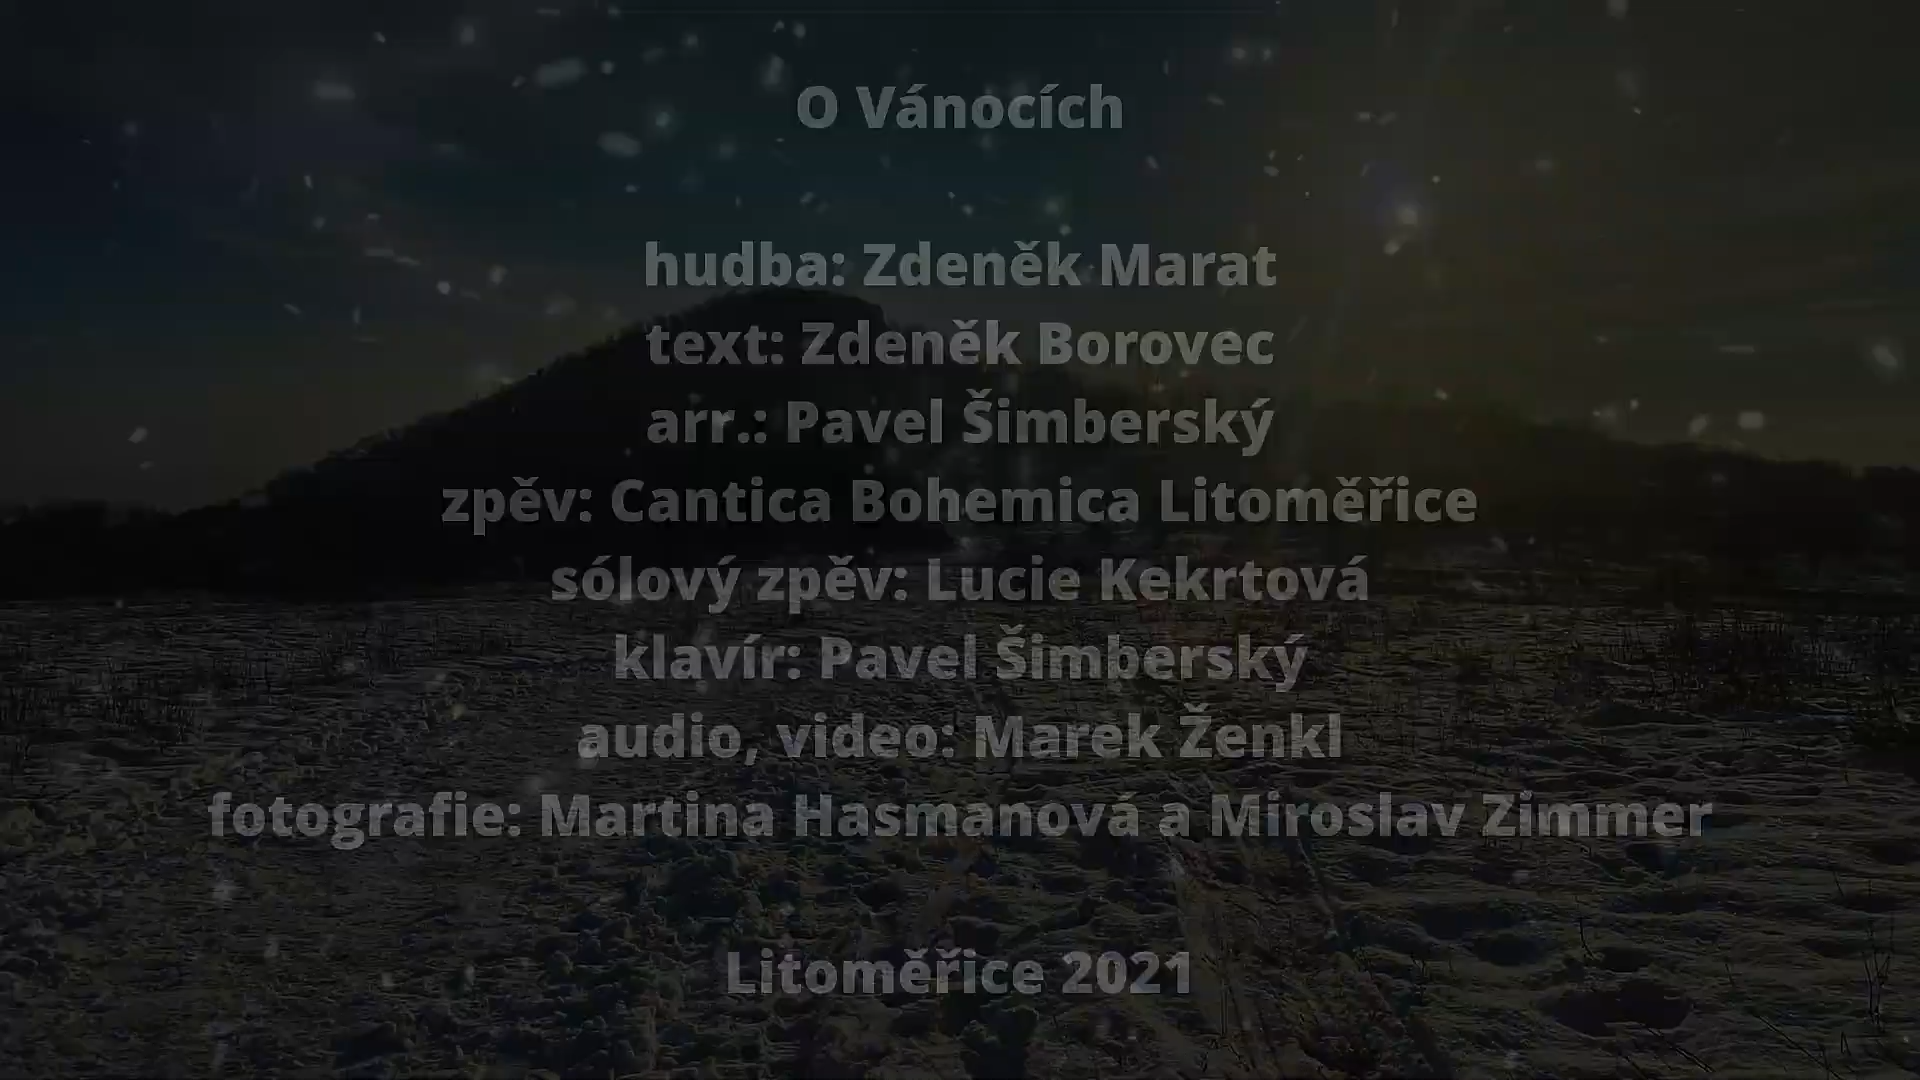 O Vánocích
hudba: Zdeněk Marat
text: Zdeněk Borovec
arr.: Pavel Šimberský
zpěv: Cantica Bohemica Litoměřice
sólový zpěv: Lucie Kekrtová
klavír: Pavel Šimberský
audio, video: Marek Ženkl
fotografie: Martina Hasmanová a Miroslav Zimmer
Litoměřice 2021